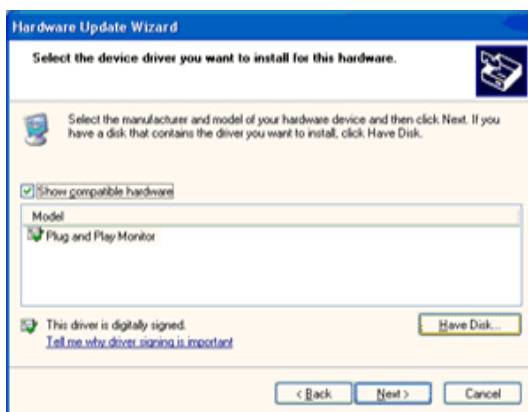 Hardware Update Wizard
Select the device driver you want to install for this hardware.
Select the manufacturer and model of your hardware device and then click Next. If you
have a disk that contains the driver you want to install, click Have Disk.
Show compatible hardware
Model
Plug and Play Monitor
This driver is digitally signed.
Tell me why driver signing is important
Have Disk...
< Back
Next >
Cancel